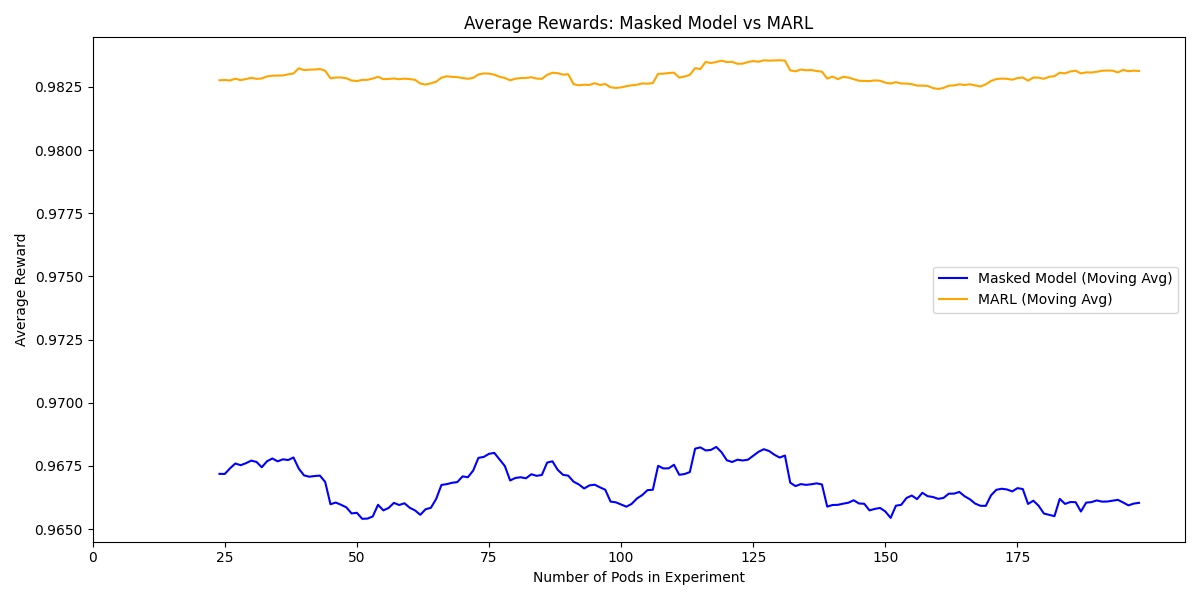 Average Rewards: Masked Model vs MARL
Average Reward
0.9825
0.9800
0.9775
0.9750
0.9725
0.9700
0.9675
0.9650
Masked Model (Moving Avg)
MARL (Moving Avg)
0 25 50 75 100 125 150 175
Number of Pods in Experiment